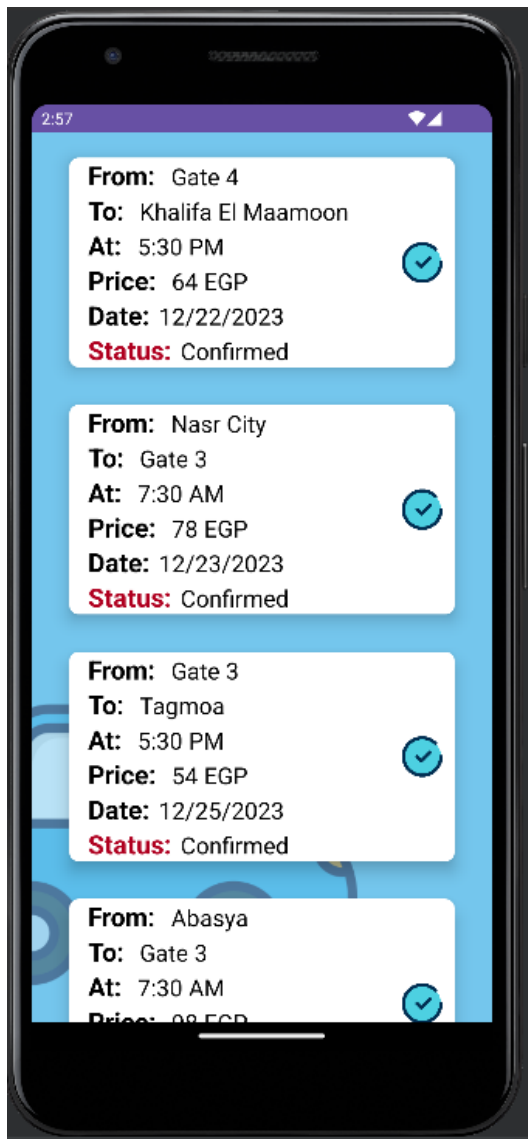 2:57
From: Gate 4
To: Khalifa El Maamoon
At: 5:30 PM
Price: 64 EGP
Date: 12/22/2023
Status: Confirmed
From: Nasr City
To: Gate 3
At: 7:30 AM
Price: 78 EGP
Date: 12/23/2023
Status: Confirmed
From: Gate 3
To: Tagmoa
At: 5:30 PM
Price: 54 EGP
Date: 12/25/2023
Status: Confirmed
From: Abasya
To: Gate 3
At: 7:30 AM
Price: 98 EGP